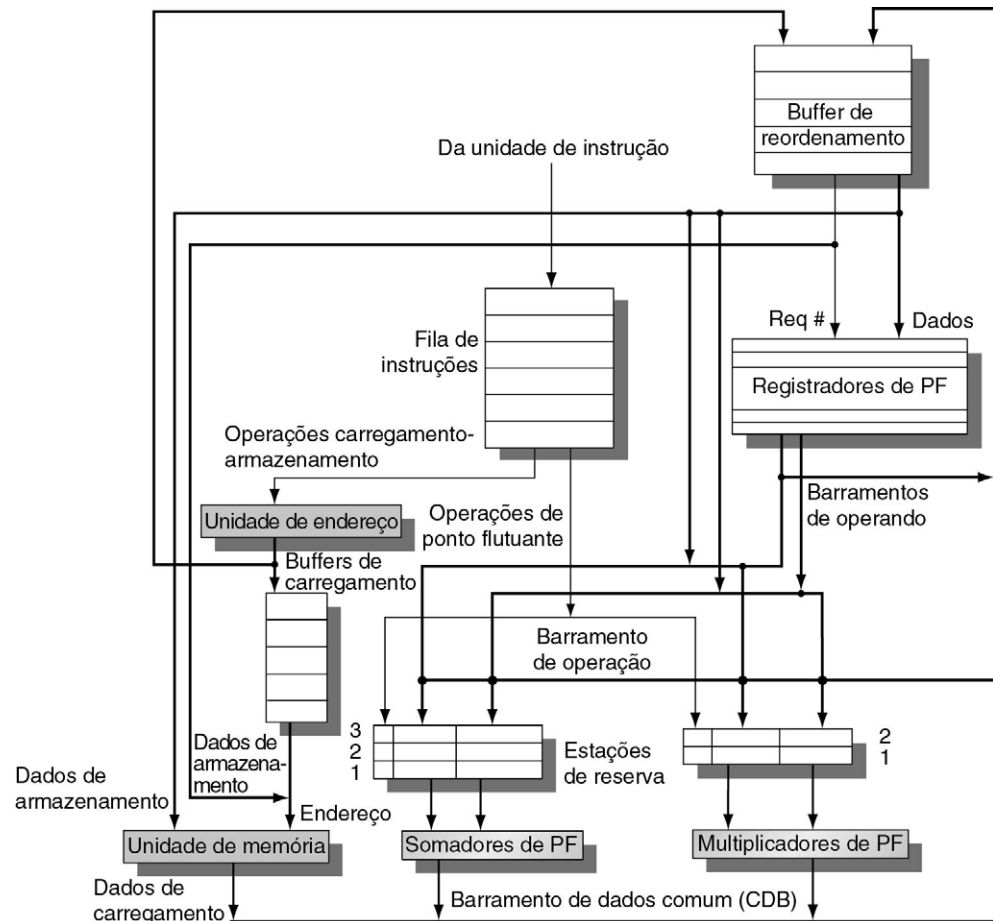 Buffer de
reordenamento
Da unidade de instrução
Req #
Dados
Fila de
instruções
Registradores de PF
Operações carregamento-
armazenamento
Barramentos
de operando
Unidade de endereço
Operações de
ponto flutuante
Buffers de
carregamento
Barramento
de operação
3
2
1
Estações
de reserva
2
1
Dados de
armazena-
mento
Dados de
armazenamento
Endereço
Unidade de memória
Somadores de PF
Multiplicadores de PF
Dados de
carregamento
Barramento de dados comum (CDB)